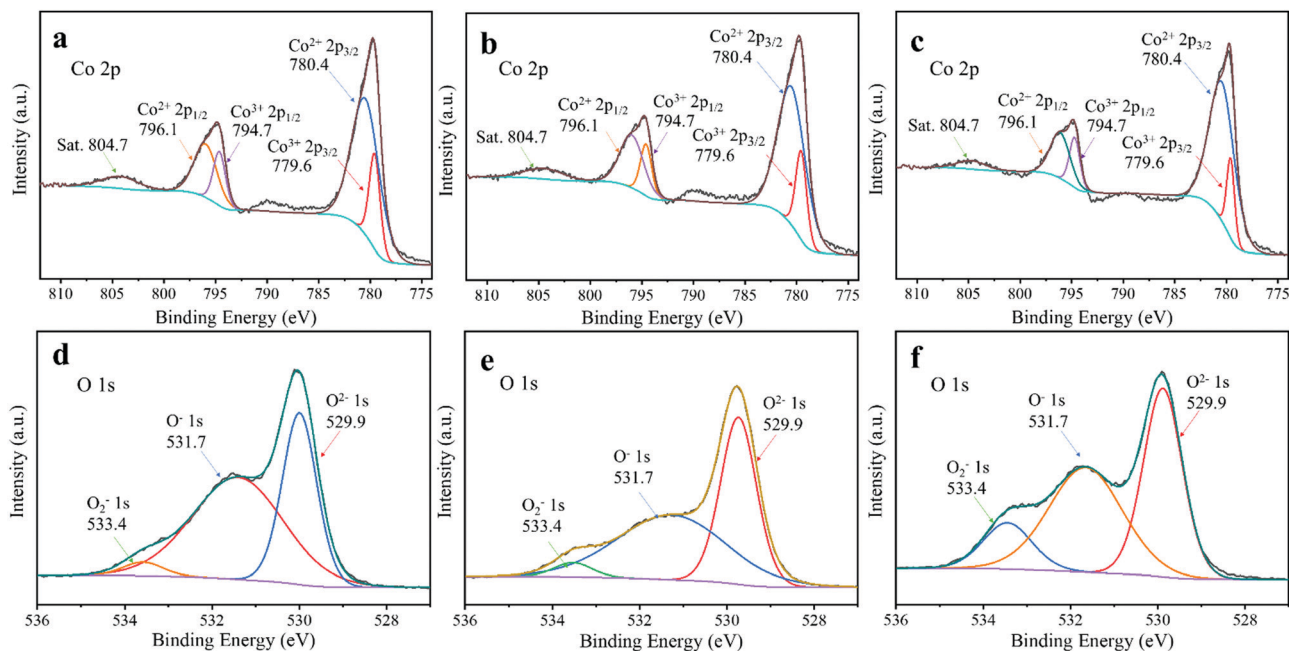 a
Co 2p
Co²⁺ 2p₃/₂
780.4
Co²⁺ 2p₁/₂
796.1
Co³⁺ 2p₁/₂
794.7
Co³⁺ 2p₃/₂
779.6
Sat. 804.7
Intensity (a.u.)
810 805 800 795 790 785 780 775
Binding Energy (eV)
b
Co 2p
Co²⁺ 2p₃/₂
780.4
Co²⁺ 2p₁/₂
796.1
Co³⁺ 2p₁/₂
794.7
Co³⁺ 2p₃/₂
779.6
Sat. 804.7
Intensity (a.u.)
810 805 800 795 790 785 780 775
Binding Energy (eV)
c
Co 2p
Co²⁺ 2p₃/₂
780.4
Co²⁺ 2p₁/₂
796.1
Co³⁺ 2p₁/₂
794.7
Co³⁺ 2p₃/₂
779.6
Sat. 804.7
Intensity (a.u.)
810 805 800 795 790 785 780 775
Binding Energy (eV)
d
O 1s
O²⁻ 1s
529.9
O⁻ 1s
531.7
O₂⁻ 1s
533.4
Intensity (a.u.)
536 534 532 530 528
Binding Energy (eV)
e
O 1s
O²⁻ 1s
529.9
O⁻ 1s
531.7
O₂⁻ 1s
533.4
Intensity (a.u.)
536 534 532 530 528
Binding Energy (eV)
f
O 1s
O²⁻ 1s
529.9
O⁻ 1s
531.7
O₂⁻ 1s
533.4
Intensity (a.u.)
536 534 532 530 528
Binding Energy (eV)